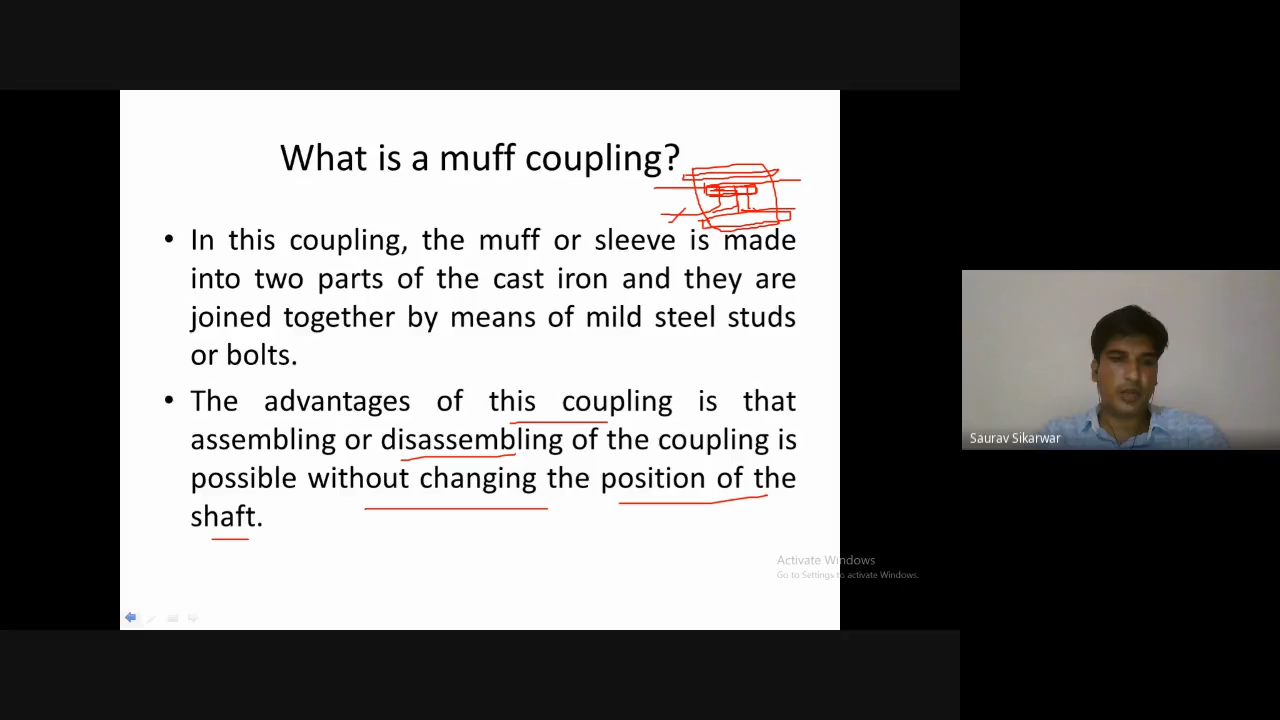 What is a muff coupling?
• In this coupling, the muff or sleeve is made
into two parts of the cast iron and they are
joined together by means of mild steel studs
or bolts.
• The advantages of this coupling is that
assembling or disassembling of the coupling is
possible without changing the position of the
shaft.
Saurav Sikarwar
Activate Windows
Go to Settings to activate Windows.